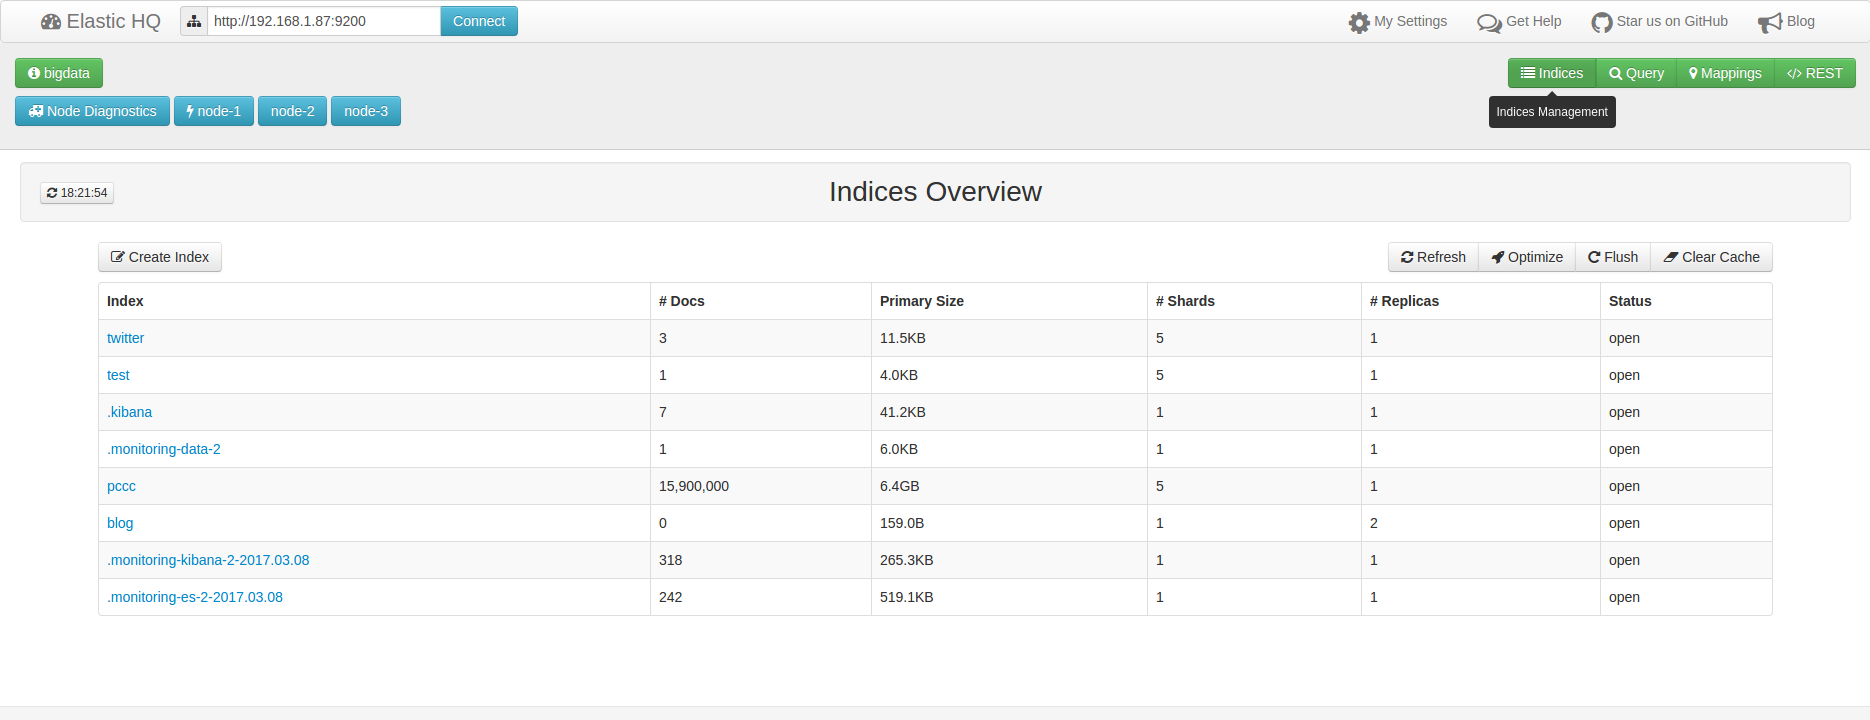 Elastic HQ http://192.168.1.87:9200 Connect My Settings Get Help Star us on GitHub Blog
bigdata Indices Query Mappings REST
Node Diagnostics node-1 node-2 node-3 Indices Management
18:21:54 Indices Overview
Create Index Refresh Optimize Flush Clear Cache
Index # Docs Primary Size # Shards # Replicas Status
twitter 3 11.5KB 5 1 open
test 1 4.0KB 5 1 open
.kibana 7 41.2KB 1 1 open
.monitoring-data-2 1 6.0KB 1 1 open
pccc 15,900,000 6.4GB 5 1 open
blog 0 159.0B 1 2 open
.monitoring-kibana-2-2017.03.08 318 265.3KB 1 1 open
.monitoring-es-2-2017.03.08 242 519.1KB 1 1 open